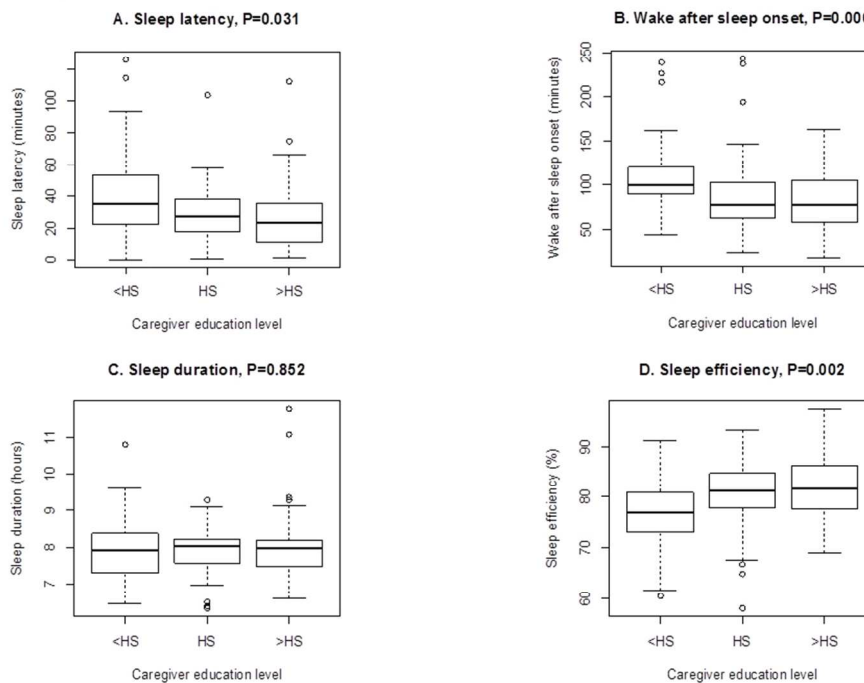 A. Sleep latency, P=0.031
Sleep latency (minutes)
0 20 40 60 80 100
<HS HS >HS
Caregiver education level
B. Wake after sleep onset, P=0.00
Wake after sleep onset (minutes)
50 100 150 200 250
<HS HS >HS
Caregiver education level
C. Sleep duration, P=0.852
Sleep duration (hours)
7 8 9 10 11
<HS HS >HS
Caregiver education level
D. Sleep efficiency, P=0.002
Sleep efficiency (%)
60 70 80 90
<HS HS >HS
Caregiver education level